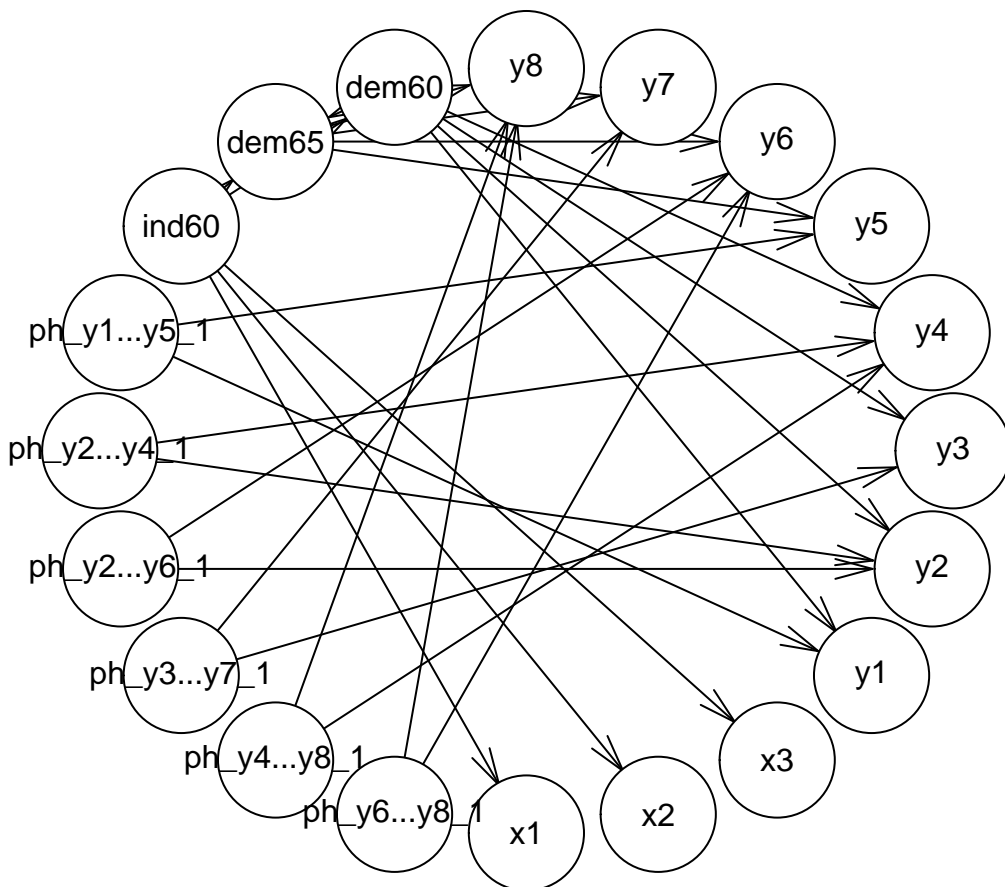 y8
dem60
y7
dem65
y6
ind60
y5
ph_y1...y5_1
y4
ph_y2...y4_1
y3
ph_y2...y6_1
y2
ph_y3...y7_1
y1
ph_y4...y8_1
x3
ph_y6...y8_1
x2
x1